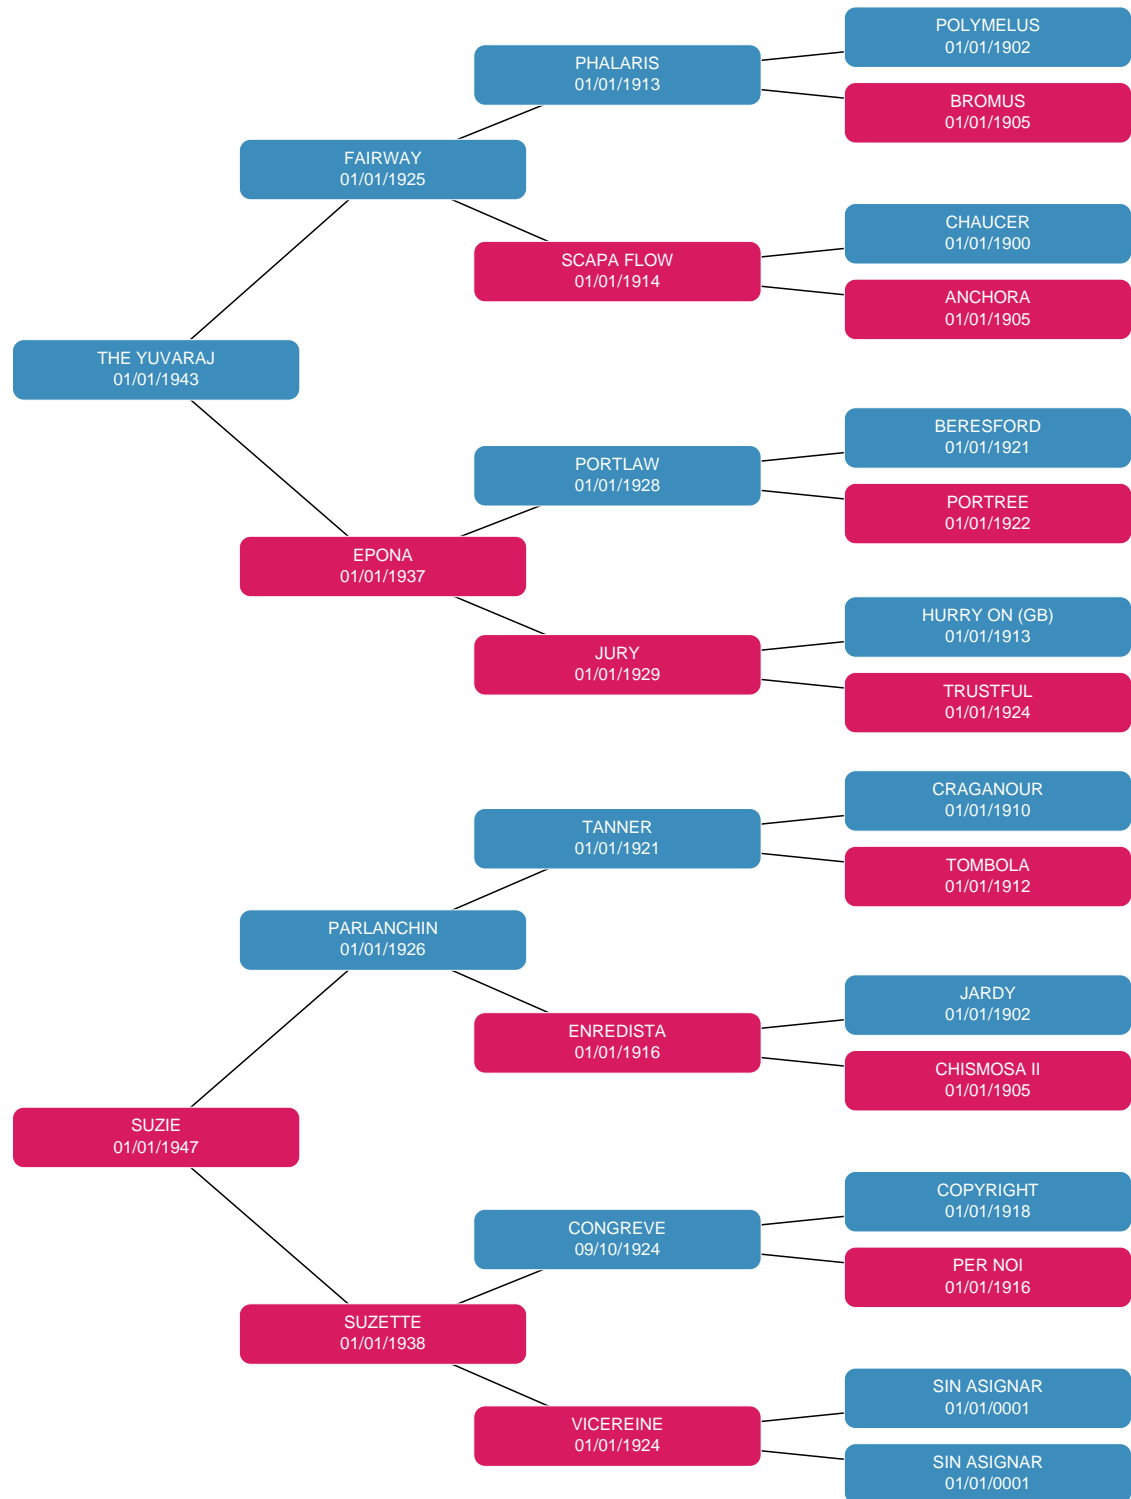 POLYMELUS
01/01/1902
PHALARIS
01/01/1913
BROMUS
01/01/1905
FAIRWAY
01/01/1925
CHAUCER
01/01/1900
SCAPA FLOW
01/01/1914
ANCHORA
01/01/1905
THE YUVARAJ
01/01/1943
BERESFORD
01/01/1921
PORTLAW
01/01/1928
PORTREE
01/01/1922
EPONA
01/01/1937
HURRY ON (GB)
01/01/1913
JURY
01/01/1929
TRUSTFUL
01/01/1924
CRAGANOUR
01/01/1910
TANNER
01/01/1921
TOMBOLA
01/01/1912
PARLANCHIN
01/01/1926
JARDY
01/01/1902
ENREDISTA
01/01/1916
CHISMOSA II
01/01/1905
SUZIE
01/01/1947
COPYRIGHT
01/01/1918
CONGREVE
09/10/1924
PER NOI
01/01/1916
SUZETTE
01/01/1938
SIN ASIGNAR
01/01/0001
VICEREINE
01/01/1924
SIN ASIGNAR
01/01/0001